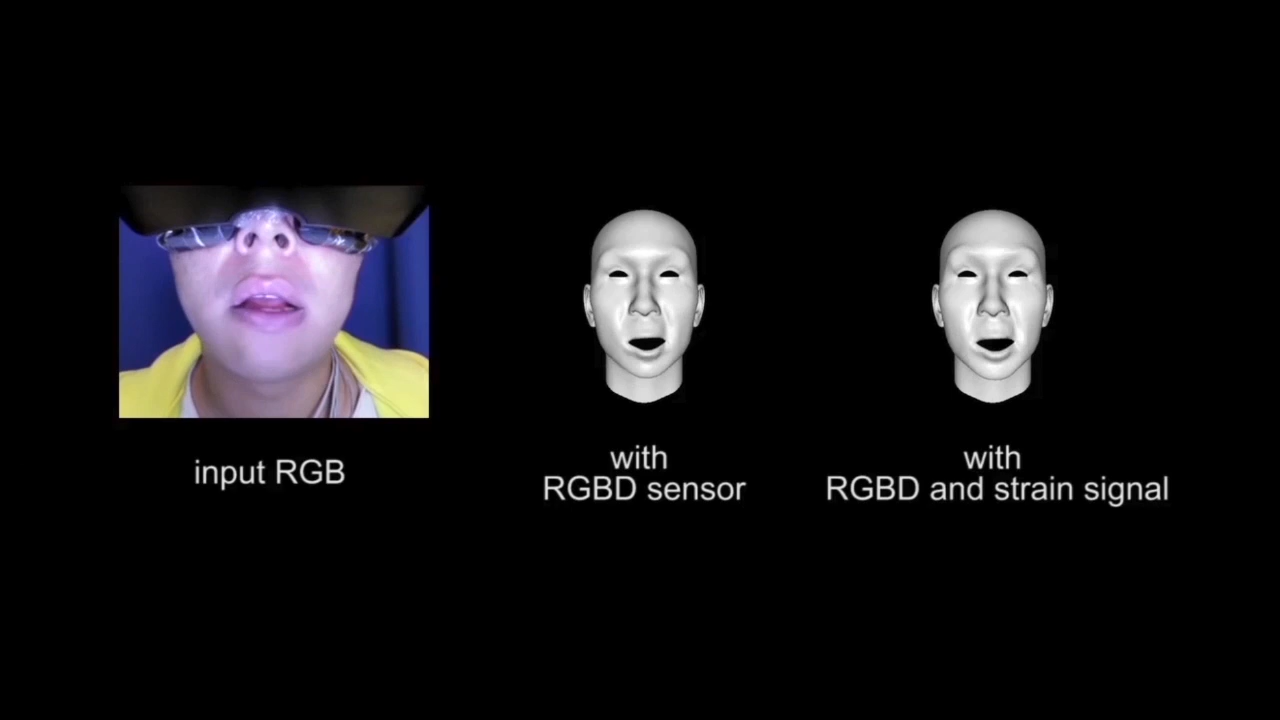 input RGB
with
RGBD sensor
with
RGBD and strain signal